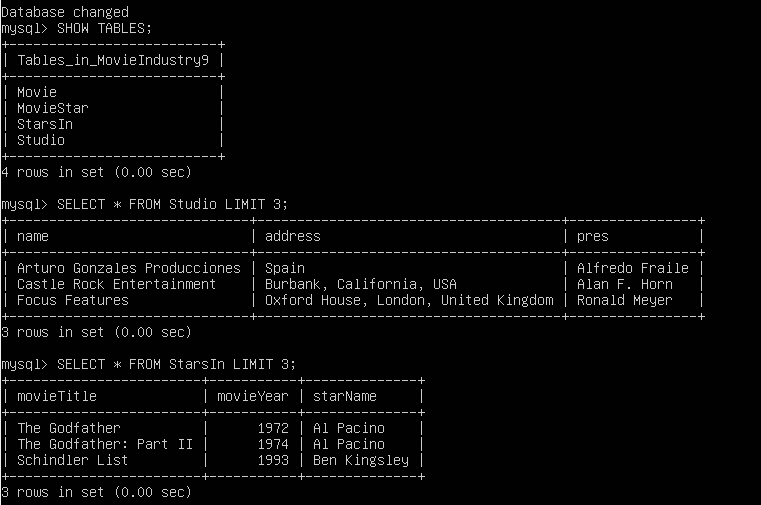 Database changed
mysql> SHOW TABLES;
+--------------------------+
| Tables_in_MovieIndustry9 |
+--------------------------+
| Movie                    |
| MovieStar                |
| StarsIn                  |
| Studio                   |
+--------------------------+
4 rows in set (0.00 sec)
mysql> SELECT * FROM Studio LIMIT 3;
+------------------------------+--------------------------------------+----------------+
| name                         | address                              | pres           |
+------------------------------+--------------------------------------+----------------+
| Arturo Gonzales Producciones | Spain                                | Alfredo Fraile |
| Castle Rock Entertainment    | Burbank, California, USA             | Alan F. Horn   |
| Focus Features               | Oxford House, London, United Kingdom | Ronald Meyer   |
+------------------------------+--------------------------------------+----------------+
3 rows in set (0.00 sec)
mysql> SELECT * FROM StarsIn LIMIT 3;
+------------------------+-----------+--------------+
| movieTitle             | movieYear | starName     |
+------------------------+-----------+--------------+
| The Godfather          |      1972 | Al Pacino    |
| The Godfather: Part II |      1974 | Al Pacino    |
| Schindler List         |      1993 | Ben Kingsley |
+------------------------+-----------+--------------+
3 rows in set (0.00 sec)